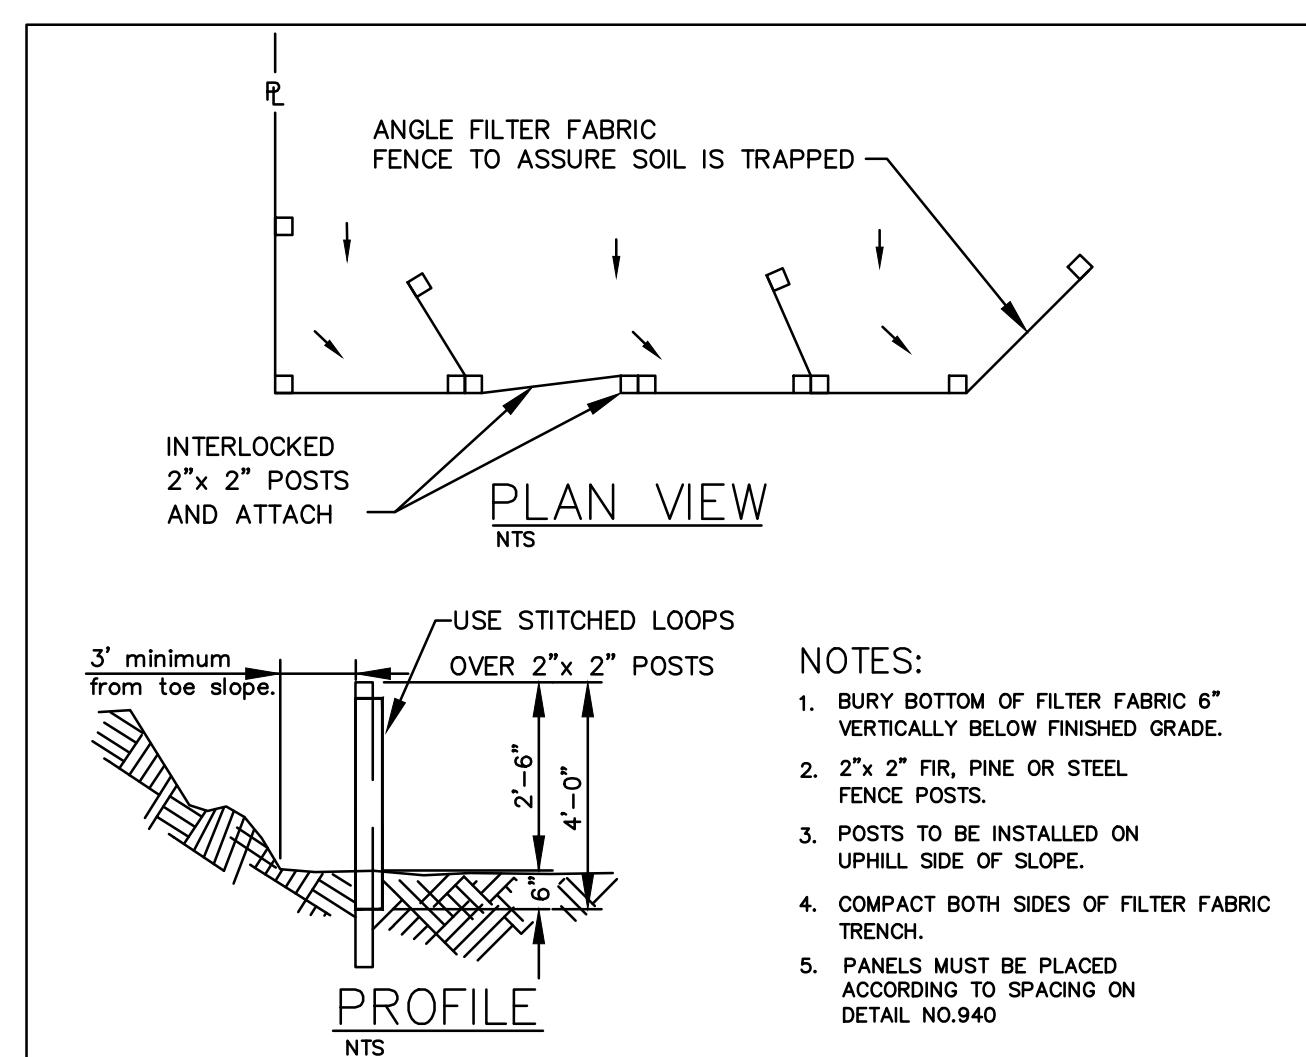 PL
ANGLE FILTER FABRIC
FENCE TO ASSURE SOIL IS TRAPPED
INTERLOCKED
2”x 2” POSTS
AND ATTACH
PLAN VIEW
NTS
USE STITCHED LOOPS
OVER 2”x 2” POSTS
3’ minimum
from toe slope.
2’-6”
4’-0”
6”
PROFILE
NTS
NOTES:
1. BURY BOTTOM OF FILTER FABRIC 6”
VERTICALLY BELOW FINISHED GRADE.
2. 2”x 2” FIR, PINE OR STEEL
FENCE POSTS.
3. POSTS TO BE INSTALLED ON
UPHILL SIDE OF SLOPE.
4. COMPACT BOTH SIDES OF FILTER FABRIC
TRENCH.
5. PANELS MUST BE PLACED
ACCORDING TO SPACING ON
DETAIL NO.940